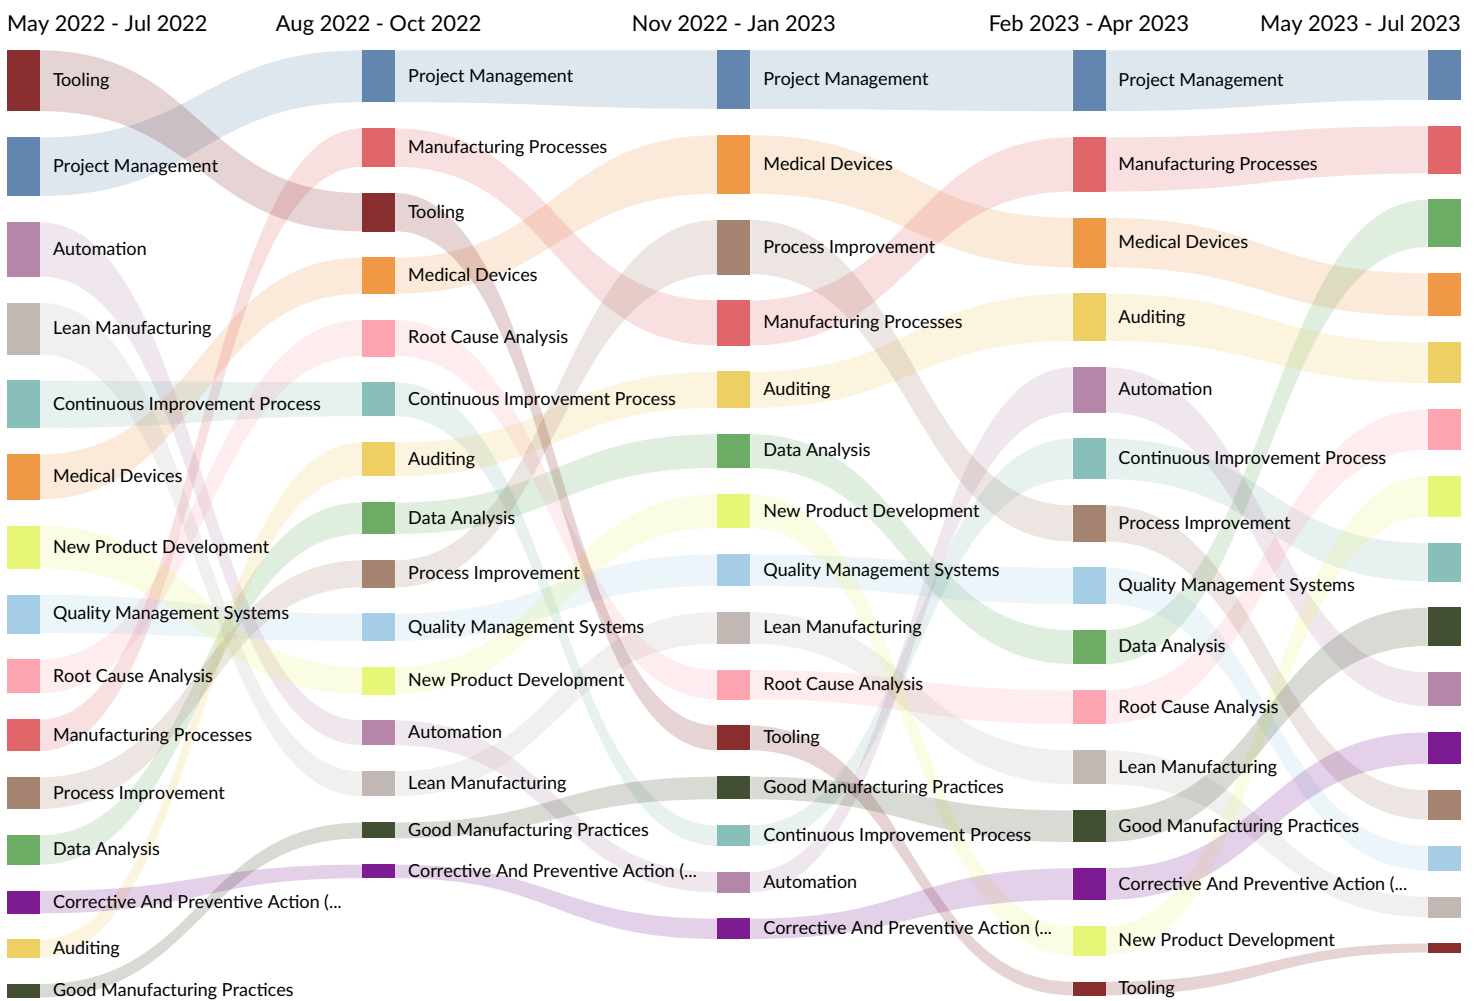 May 2022 - Jul 2022
Aug 2022 - Oct 2022
Nov 2022 - Jan 2023
Feb 2023 - Apr 2023
May 2023 - Jul 2023
Tooling
Project Management
Automation
Lean Manufacturing
Continuous Improvement Process
Medical Devices
New Product Development
Quality Management Systems
Root Cause Analysis
Manufacturing Processes
Process Improvement
Data Analysis
Corrective And Preventive Action (...
Auditing
Good Manufacturing Practices
Project Management
Manufacturing Processes
Tooling
Medical Devices
Root Cause Analysis
Continuous Improvement Process
Auditing
Data Analysis
Process Improvement
Quality Management Systems
New Product Development
Automation
Lean Manufacturing
Good Manufacturing Practices
Corrective And Preventive Action (...
Project Management
Medical Devices
Process Improvement
Manufacturing Processes
Auditing
Data Analysis
New Product Development
Quality Management Systems
Lean Manufacturing
Root Cause Analysis
Tooling
Good Manufacturing Practices
Continuous Improvement Process
Automation
Corrective And Preventive Action (...
Project Management
Manufacturing Processes
Medical Devices
Auditing
Automation
Continuous Improvement Process
Process Improvement
Quality Management Systems
Data Analysis
Root Cause Analysis
Lean Manufacturing
Good Manufacturing Practices
Corrective And Preventive Action (...
New Product Development
Tooling